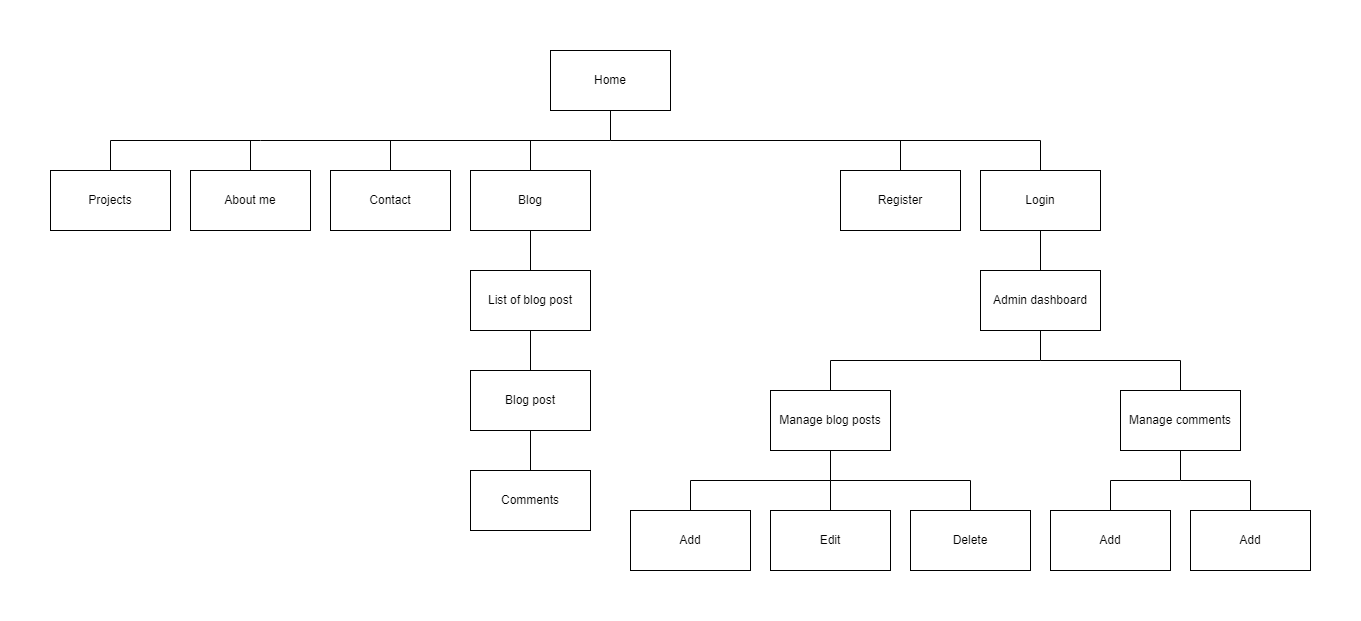 Home
Projects
About me
Contact
Blog
Register
Login
List of blog post
Admin dashboard
Blog post
Manage blog posts
Manage comments
Comments
Add
Edit
Delete
Add
Add